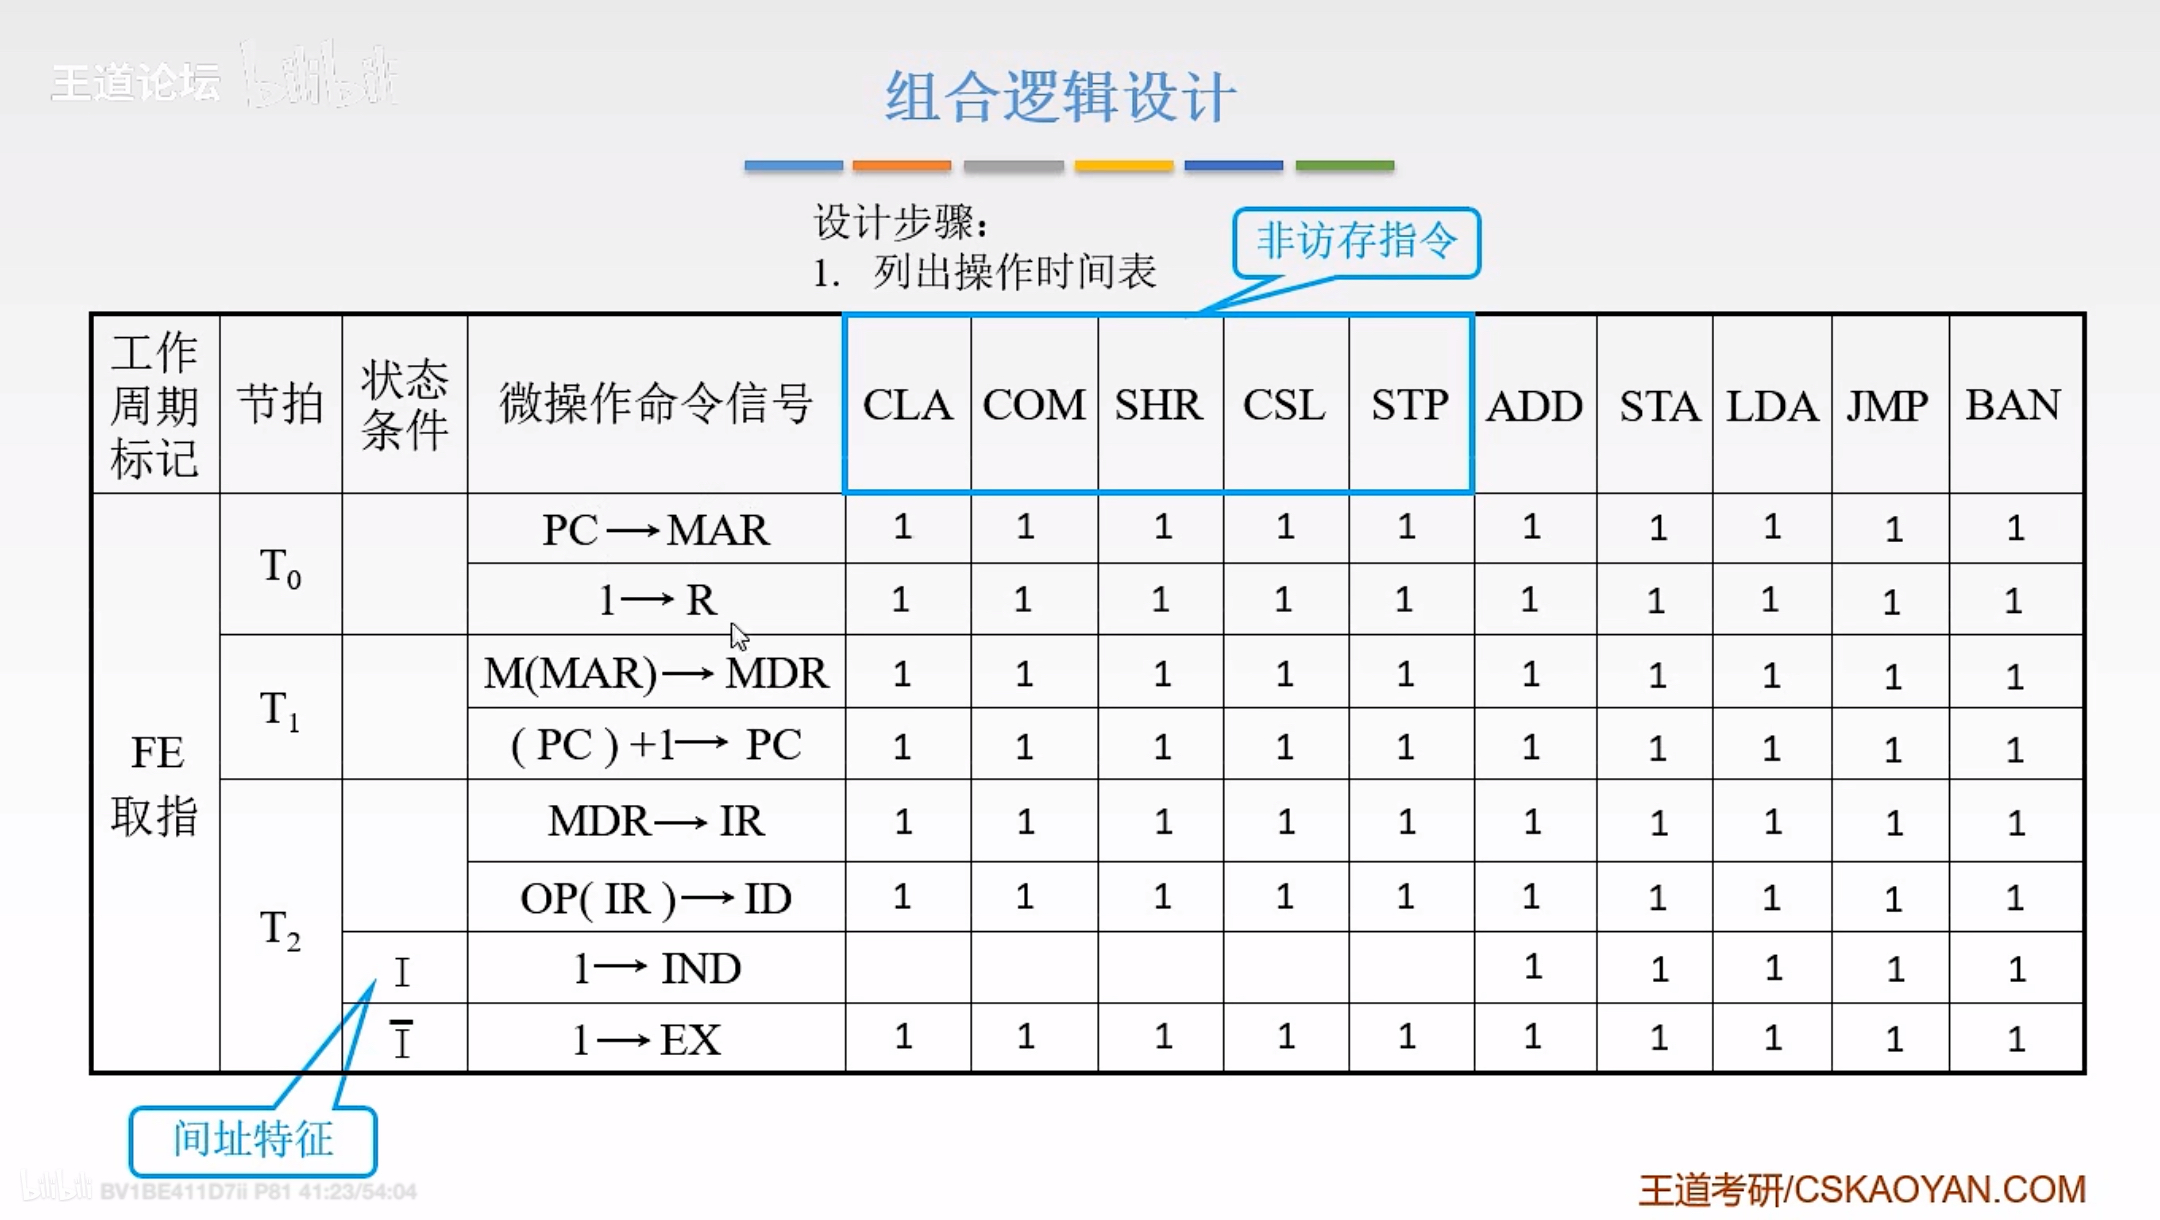 王道论坛 bilibili
组合逻辑设计
设计步骤：
1. 列出操作时间表
非访存指令
工作周期标记 节拍 状态条件 微操作命令信号 CLA COM SHR CSL STP ADD STA LDA JMP BAN
FE 取指 T₀ PC→MAR 1 1 1 1 1 1 1 1 1 1
1→R 1 1 1 1 1 1 1 1 1 1
T₁ M(MAR)→MDR 1 1 1 1 1 1 1 1 1 1
(PC)+1→PC 1 1 1 1 1 1 1 1 1 1
T₂ MDR→IR 1 1 1 1 1 1 1 1 1 1
OP(IR)→ID 1 1 1 1 1 1 1 1 1 1
I 1→IND 1 1 1 1 1
Ī 1→EX 1 1 1 1 1 1 1 1 1 1
间址特征
bilibili BV1BE411D7ii P81 41:23/54:04
王道考研/CSKAOYAN.COM